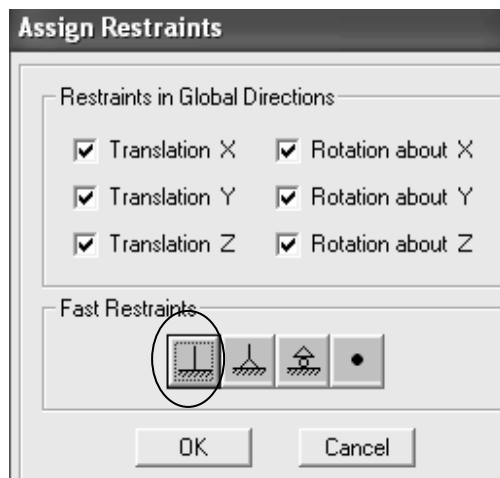 Assign Restraints
Restraints in Global Directions
Translation X Rotation about X
Translation Y Rotation about Y
Translation Z Rotation about Z
Fast Restraints
OK Cancel